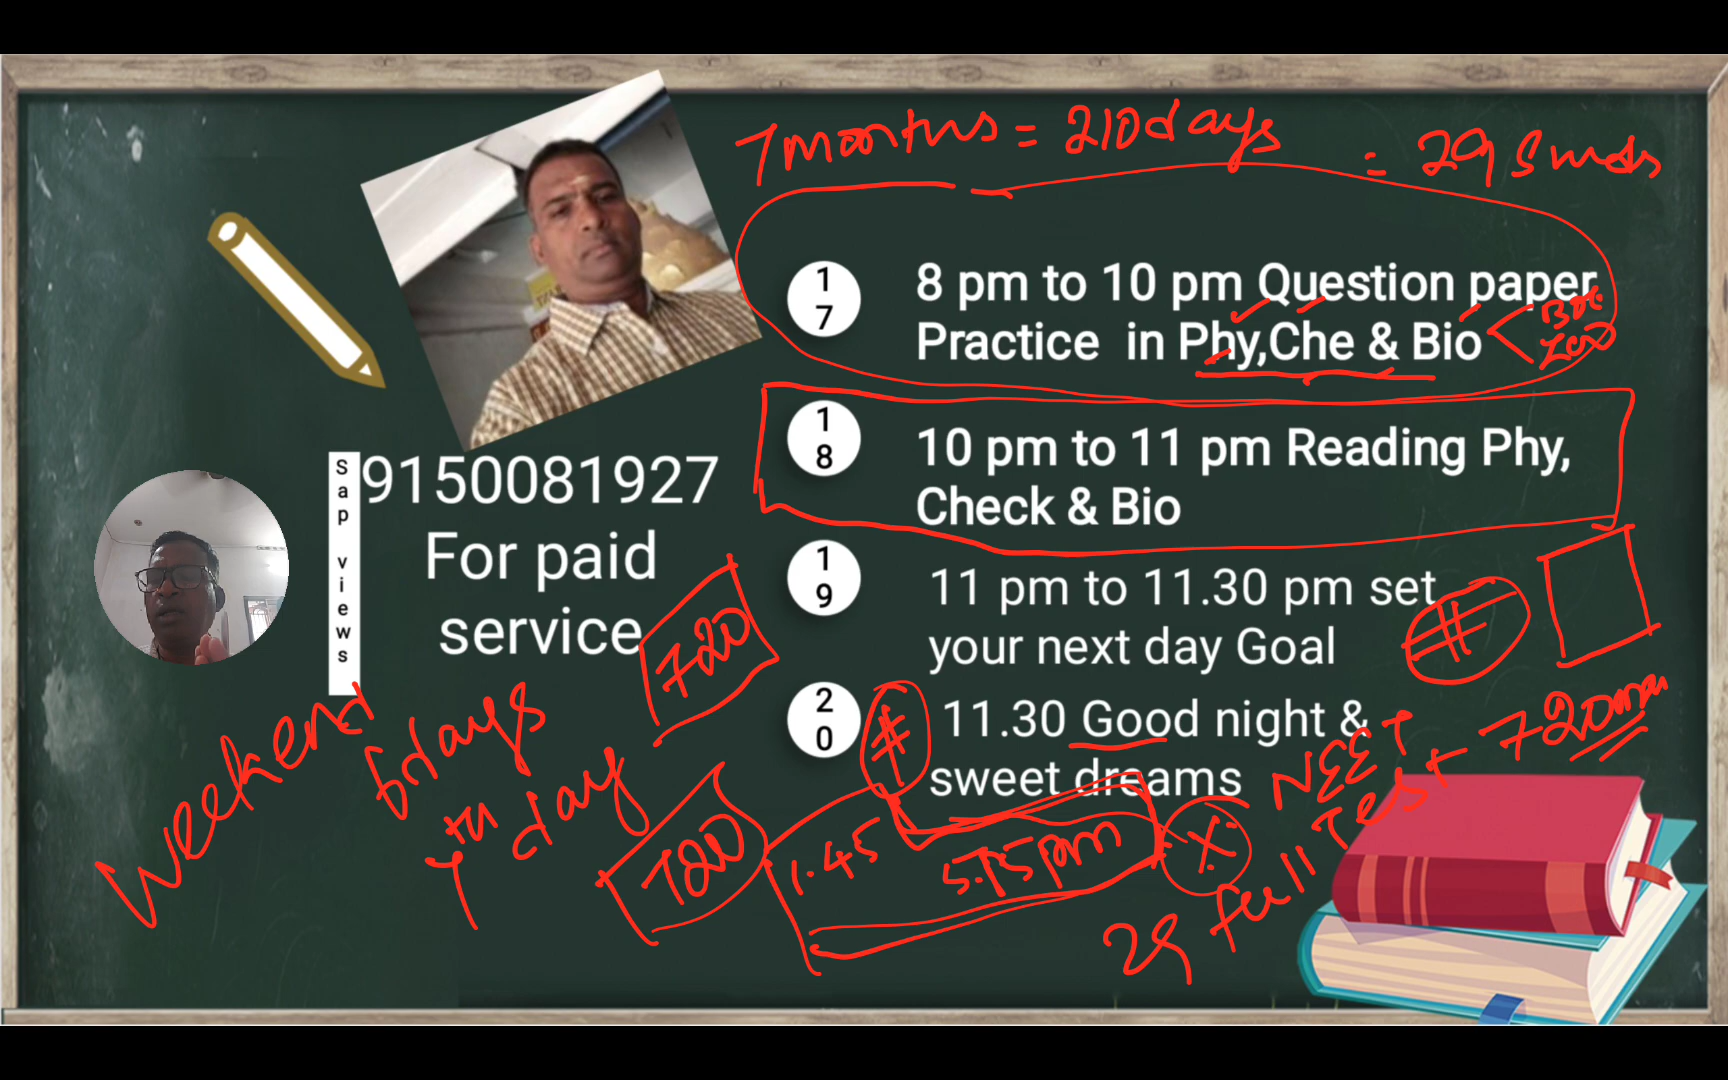 7 months = 210 days = 29 Sundays
1
7
8 pm to 10 pm Question paper
Practice in Phy,Che & Bio
Bot
Zoo
1
8
10 pm to 11 pm Reading Phy,
Check & Bio
1
9
11 pm to 11.30 pm set
your next day Goal
2
0
11.30 Good night &
sweet dreams
Sap views
9150081927
For paid
service
720
Weekend
6 days
7th day
720
1.45
5.15pm
NEET
29 full Test 720